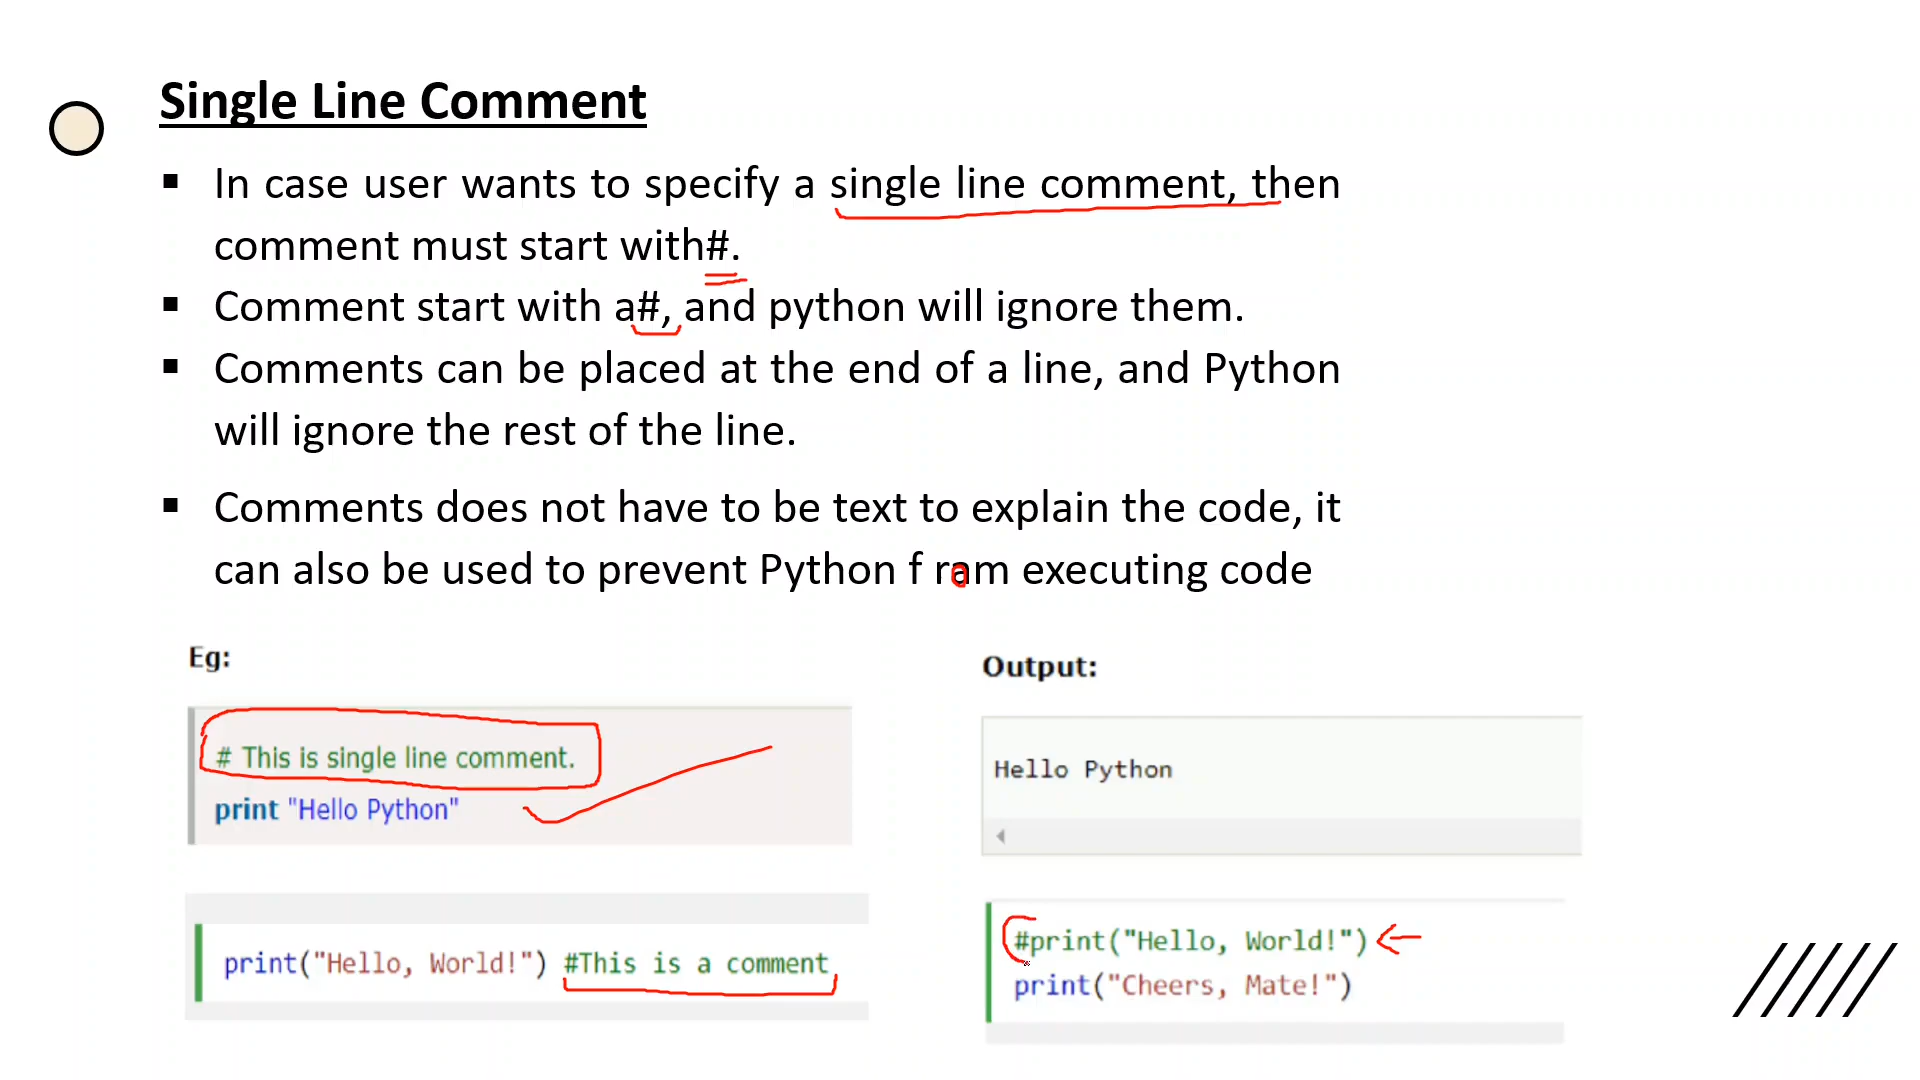 Single Line Comment
▪ In case user wants to specify a single line comment, then
comment must start with#.
▪ Comment start with a#, and python will ignore them.
▪ Comments can be placed at the end of a line, and Python
will ignore the rest of the line.
▪ Comments does not have to be text to explain the code, it
can also be used to prevent Python f ram executing code
Eg:
# This is single line comment.
print "Hello Python"
print("Hello, World!") #This is a comment
Output:
Hello Python
#print("Hello, World!")
print("Cheers, Mate!")